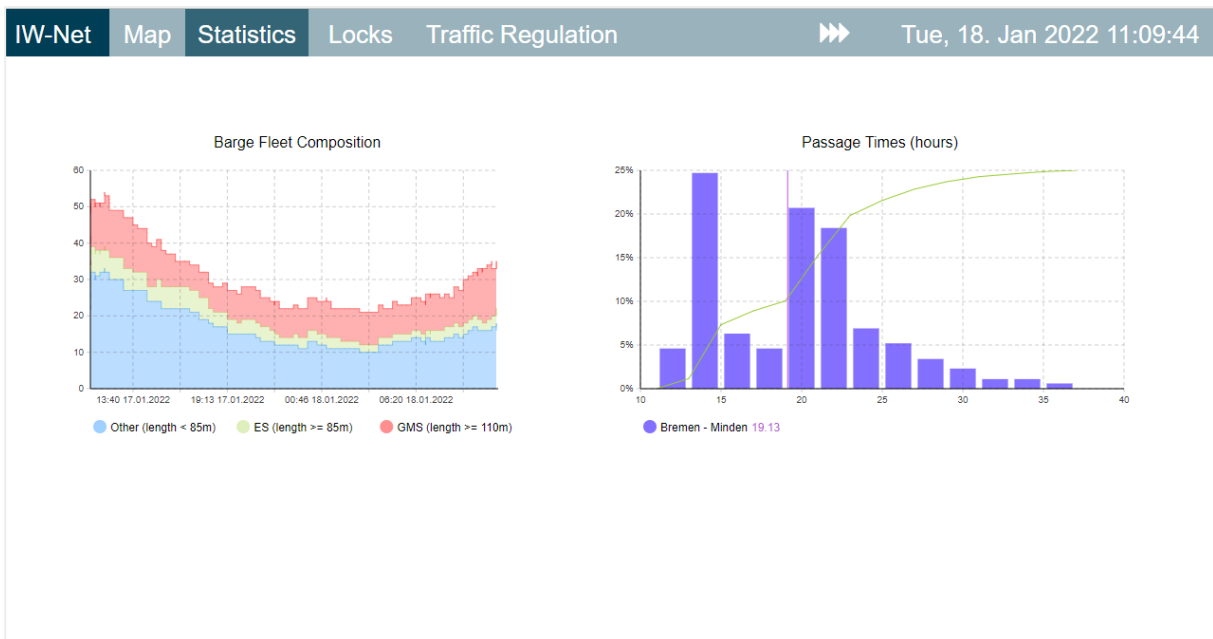 IW-Net Map Statistics Locks Traffic Regulation Tue, 18. Jan 2022 11:09:44
Barge Fleet Composition
60
50
40
30
20
10
0
13:40 17.01.2022 19:13 17.01.2022 00:46 18.01.2022 06:20 18.01.2022
Other (length < 85m) ES (length >= 85m) GMS (length >= 110m)
Passage Times (hours)
25%
20%
15%
10%
5%
0%
10 15 20 25 30 35 40
Bremen - Minden 19.13